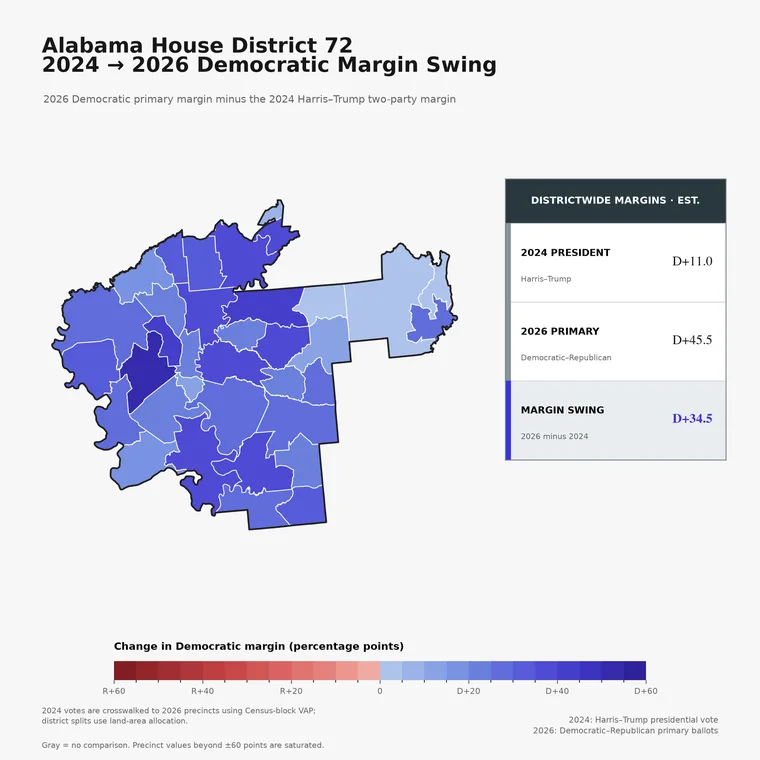 Alabama House District 72
2024 → 2026 Democratic Margin Swing
2026 Democratic primary margin minus the 2024 Harris–Trump two-party margin
DISTRICTWIDE MARGINS · EST.
2024 PRESIDENT
D+11.0
Harris–Trump
2026 PRIMARY
D+45.5
Democratic–Republican
MARGIN SWING
D+34.5
2026 minus 2024
Change in Democratic margin (percentage points)
R+60 R+40 R+20 0 D+20 D+40 D+60
2024 votes are crosswalked to 2026 precincts using Census-block VAP;
district splits use land-area allocation.
Gray = no comparison. Precinct values beyond ±60 points are saturated.
2024: Harris–Trump presidential vote
2026: Democratic–Republican primary ballots